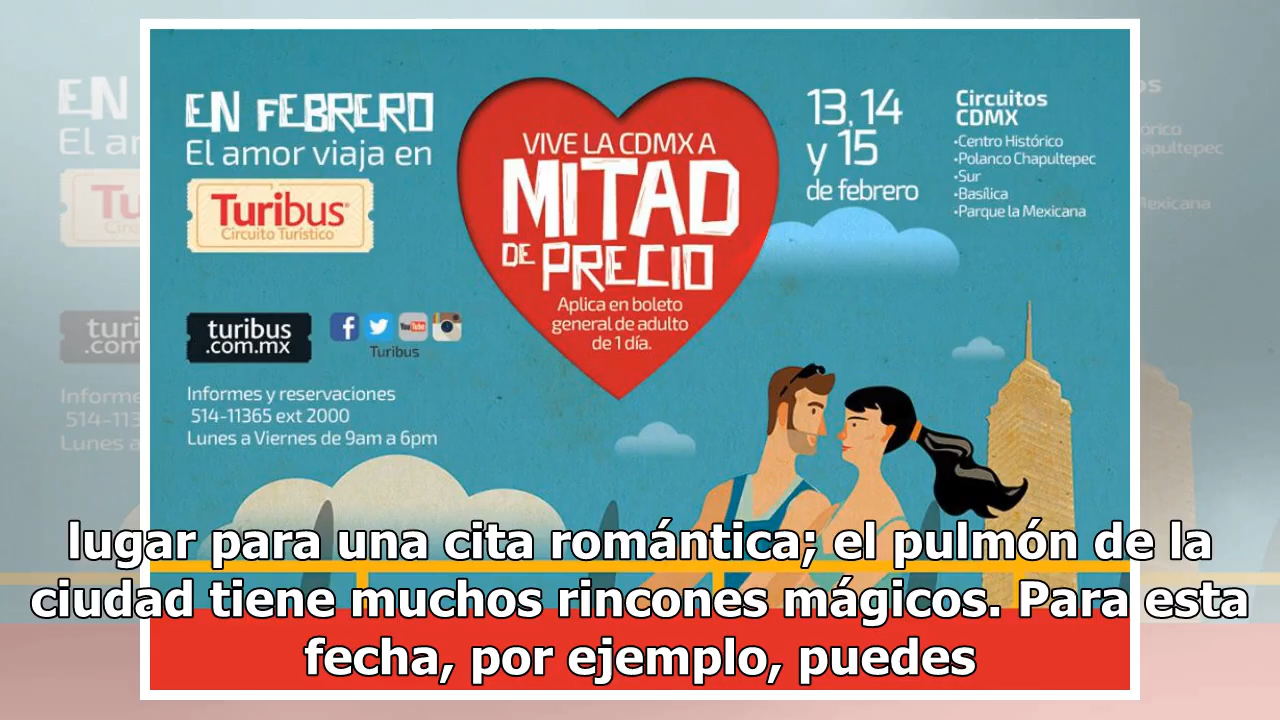 EN FEBRERO
El amor viaja en
Turibus
Circuito Turístico
turibus
.com.mx
Turibus
Informes y reservaciones
514-11365 ext 2000
Lunes a Viernes de 9am a 6pm
VIVE LA CDMX A
MITAD
DE PRECIO
Aplica en boleto
general de adulto
de 1 día.
13, 14
y 15
de febrero
Circuitos
CDMX
•Centro Histórico
•Polanco Chapultepec
•Sur
•Basílica
•Parque la Mexicana
lugar para una cita romántica; el pulmón de la
ciudad tiene muchos rincones mágicos. Para esta
fecha, por ejemplo, puedes